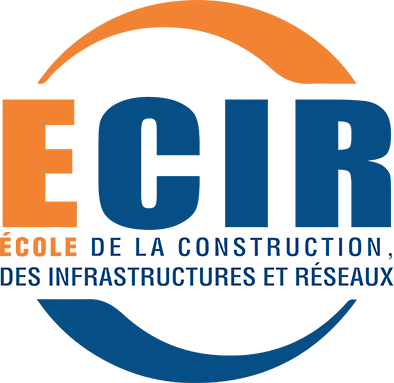 ECIR
ÉCOLE DE LA CONSTRUCTION,
DES INFRASTRUCTURES ET RÉSEAUX